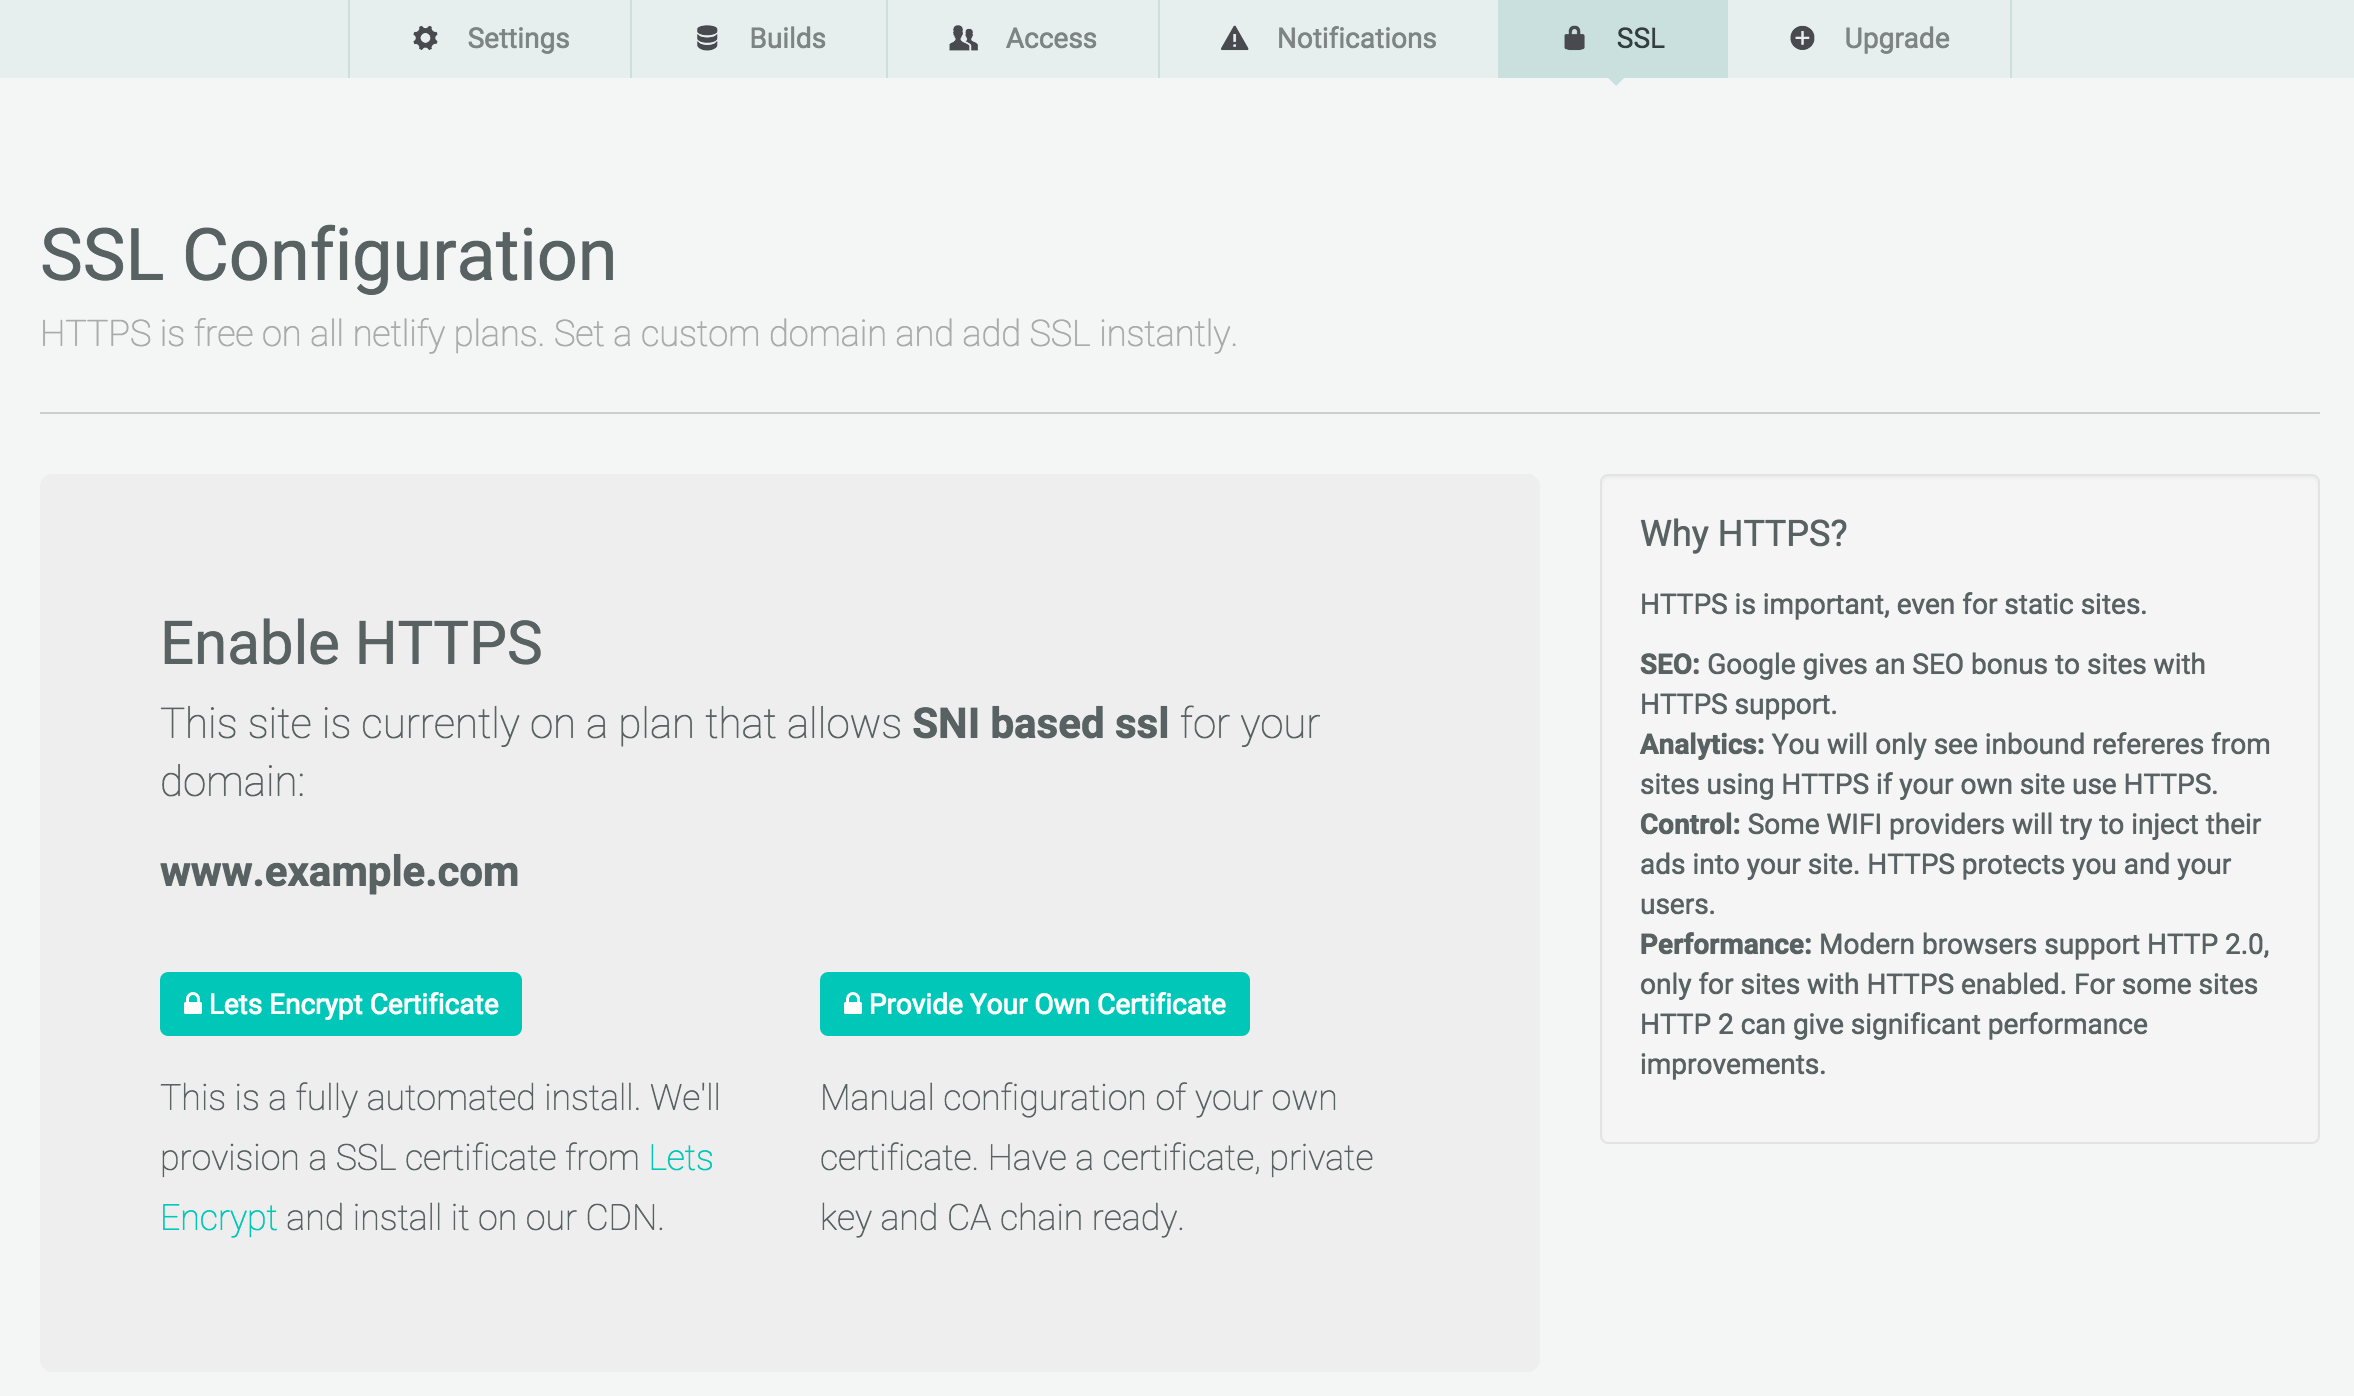 Settings
Builds
Access
Notifications
SSL
Upgrade
SSL Configuration
HTTPS is free on all netlify plans. Set a custom domain and add SSL instantly.
Enable HTTPS
This site is currently on a plan that allows SNI based ssl for your
domain:
www.example.com
Lets Encrypt Certificate
This is a fully automated install. We'll
provision a SSL certificate from Lets
Encrypt and install it on our CDN.
Provide Your Own Certificate
Manual configuration of your own
certificate. Have a certificate, private
key and CA chain ready.
Why HTTPS?
HTTPS is important, even for static sites.
SEO: Google gives an SEO bonus to sites with
HTTPS support.
Analytics: You will only see inbound refereres from
sites using HTTPS if your own site use HTTPS.
Control: Some WIFI providers will try to inject their
ads into your site. HTTPS protects you and your
users.
Performance: Modern browsers support HTTP 2.0,
only for sites with HTTPS enabled. For some sites
HTTP 2 can give significant performance
improvements.